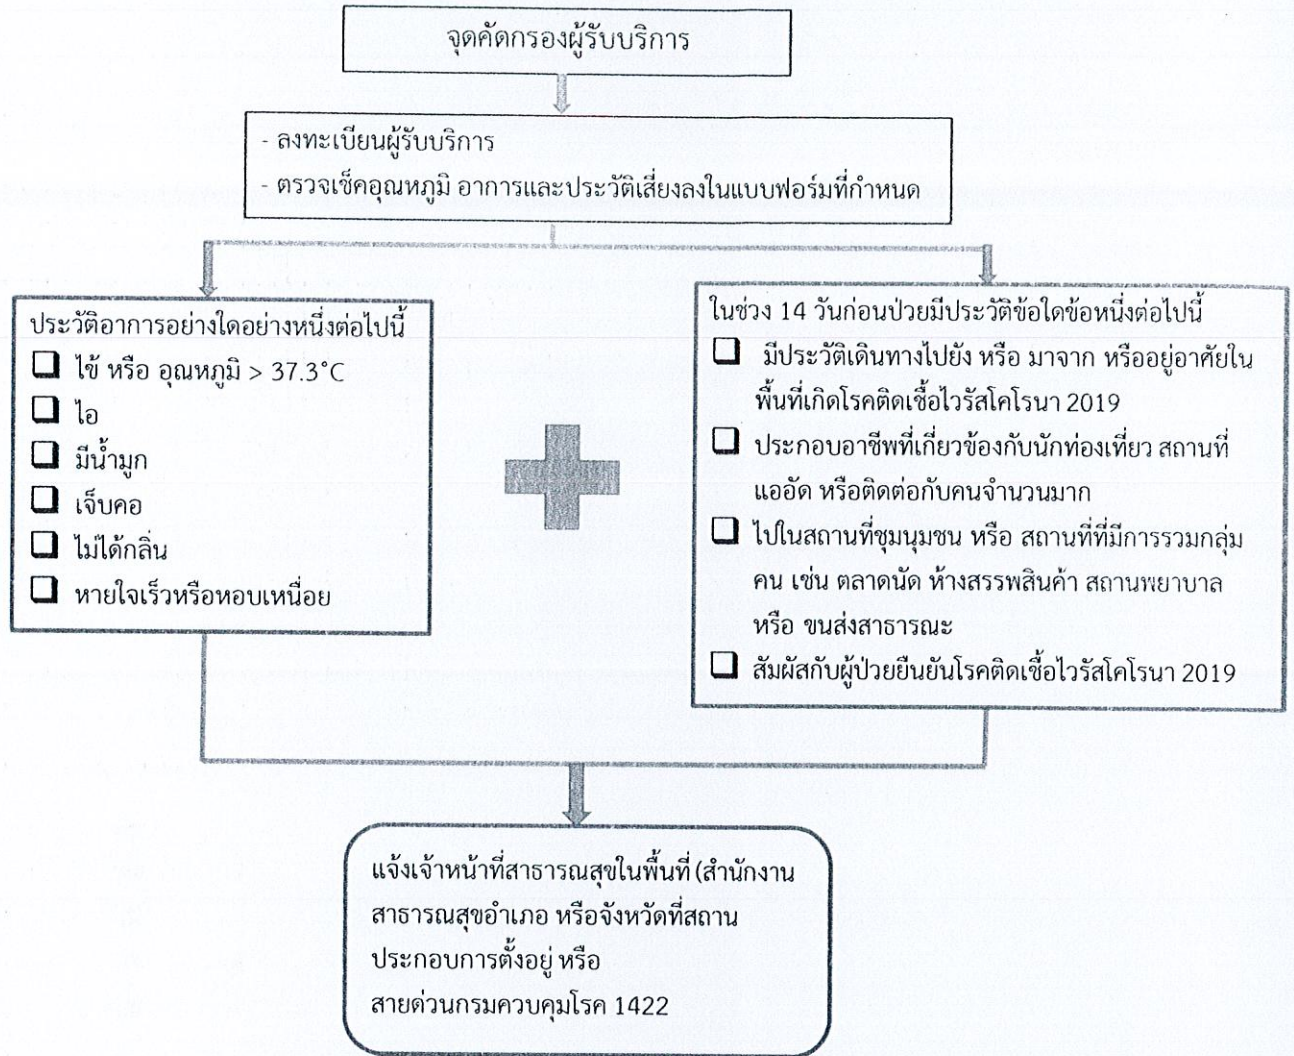 จุดคัดกรองผู้รับบริการ
- ลงทะเบียนผู้รับบริการ
- ตรวจเช็คอุณหภูมิ อาการและประวัติเสี่ยงลงในแบบฟอร์มที่กำหนด
ประวัติอาการอย่างใดอย่างหนึ่งต่อไปนี้
❑ ไข้ หรือ อุณหภูมิ > 37.3°C
❑ ไอ
❑ มีน้ำมูก
❑ เจ็บคอ
❑ ไม่ได้กลิ่น
❑ หายใจเร็วหรือหอบเหนื่อย
ในช่วง 14 วันก่อนป่วยมีประวัติข้อใดข้อหนึ่งต่อไปนี้
❑ มีประวัติเดินทางไปยัง หรือ มาจาก หรืออยู่อาศัยใน
พื้นที่เกิดโรคติดเชื้อไวรัสโคโรนา 2019
❑ ประกอบอาชีพที่เกี่ยวข้องกับนักท่องเที่ยว สถานที่
แออัด หรือติดต่อกับคนจำนวนมาก
❑ ไปในสถานที่ชุมนุมชน หรือ สถานที่ที่มีการรวมกลุ่ม
คน เช่น ตลาดนัด ห้างสรรพสินค้า สถานพยาบาล
หรือ ขนส่งสาธารณะ
❑ สัมผัสกับผู้ป่วยยืนยันโรคติดเชื้อไวรัสโคโรนา 2019
แจ้งเจ้าหน้าที่สาธารณสุขในพื้นที่ (สำนักงาน
สาธารณสุขอำเภอ หรือจังหวัดที่สถาน
ประกอบการตั้งอยู่ หรือ
สายด่วนกรมควบคุมโรค 1422